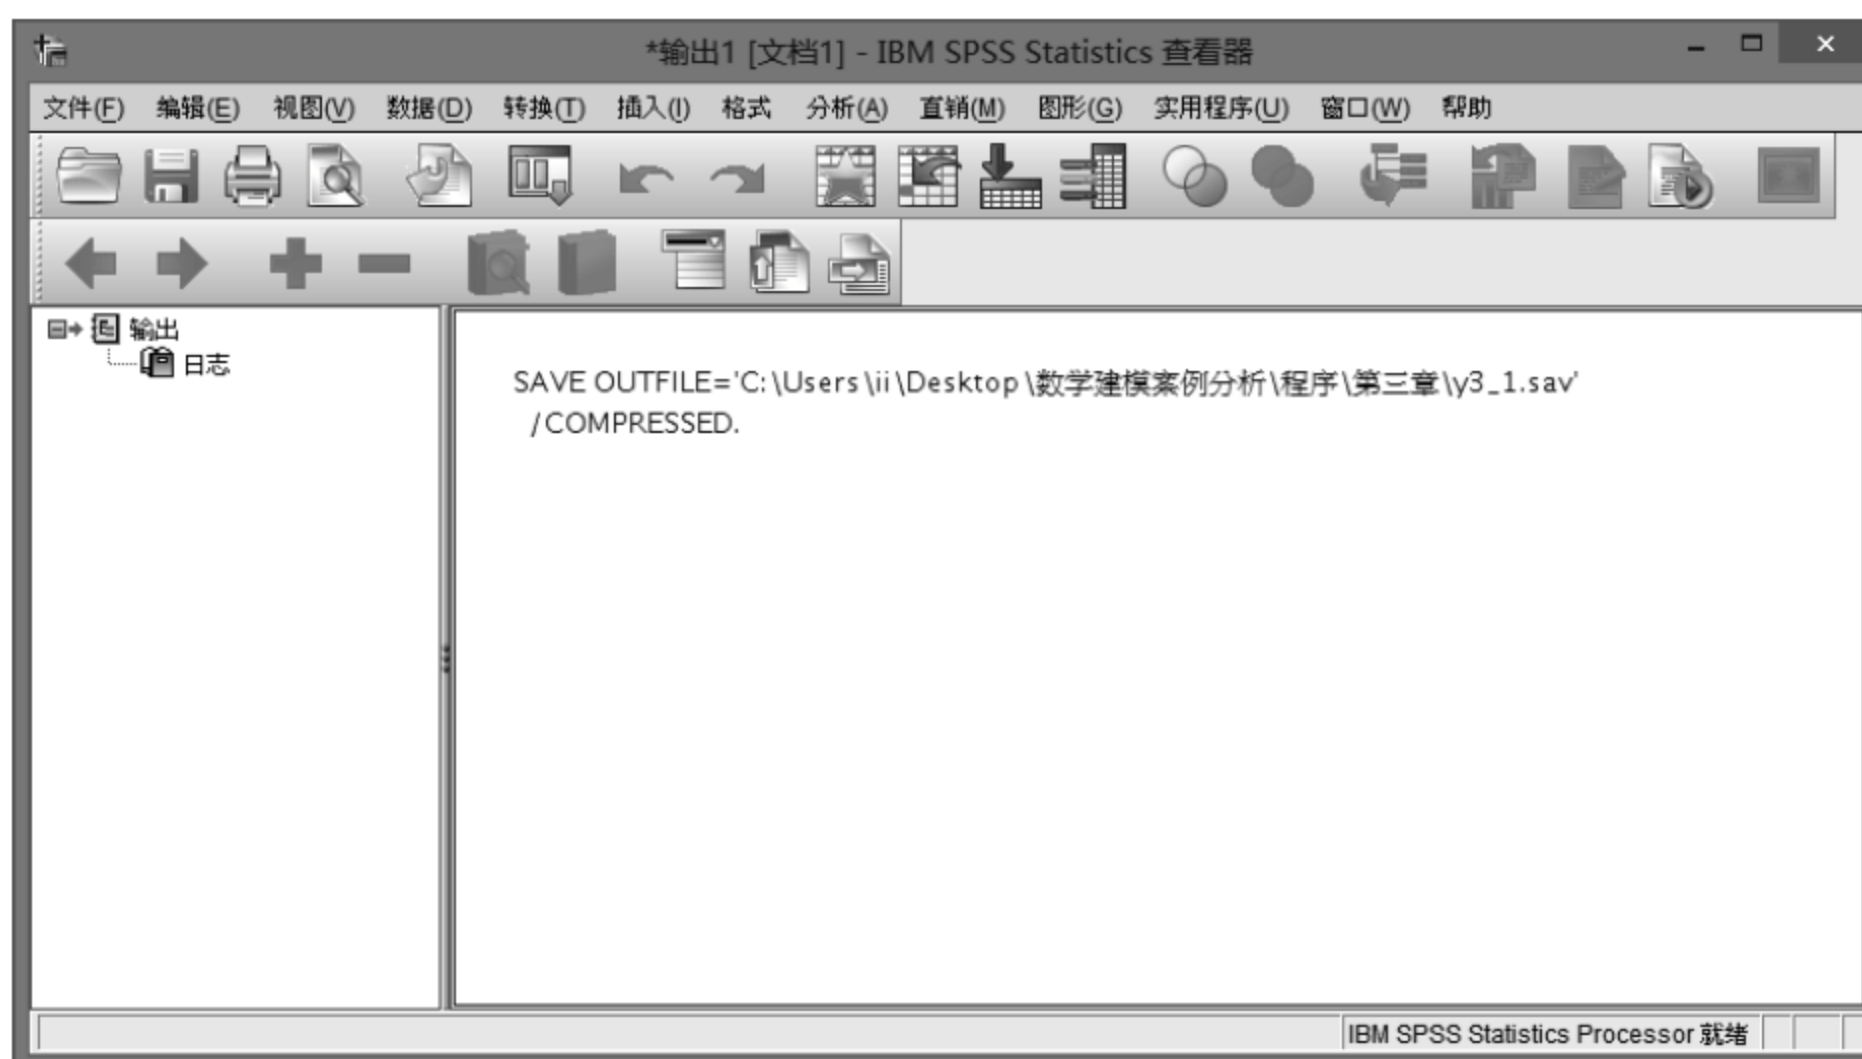 *输出1 [文档1] - IBM SPSS Statistics 查看器
文件(F) 编辑(E) 视图(V) 数据(D) 转换(T) 插入(I) 格式 分析(A) 直销(M) 图形(G) 实用程序(U) 窗口(W) 帮助
输出
日志
SAVE OUTFILE='C:\Users\ii\Desktop\数学建模案例分析\程序\第三章\y3_1.sav'
/COMPRESSED.
IBM SPSS Statistics Processor 就绪